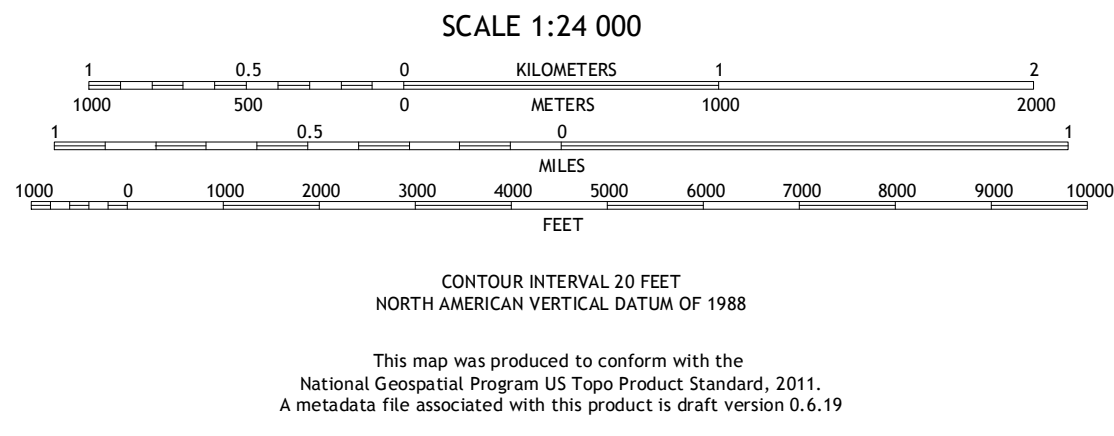 SCALE 1:24 000
1 0.5 0 KILOMETERS 1 2
1000 500 0 METERS 1000 2000
1 0.5 0 1
MILES
1000 0 1000 2000 3000 4000 5000 6000 7000 8000 9000 10000
FEET
CONTOUR INTERVAL 20 FEET
NORTH AMERICAN VERTICAL DATUM OF 1988
This map was produced to conform with the
National Geospatial Program US Topo Product Standard, 2011.
A metadata file associated with this product is draft version 0.6.19